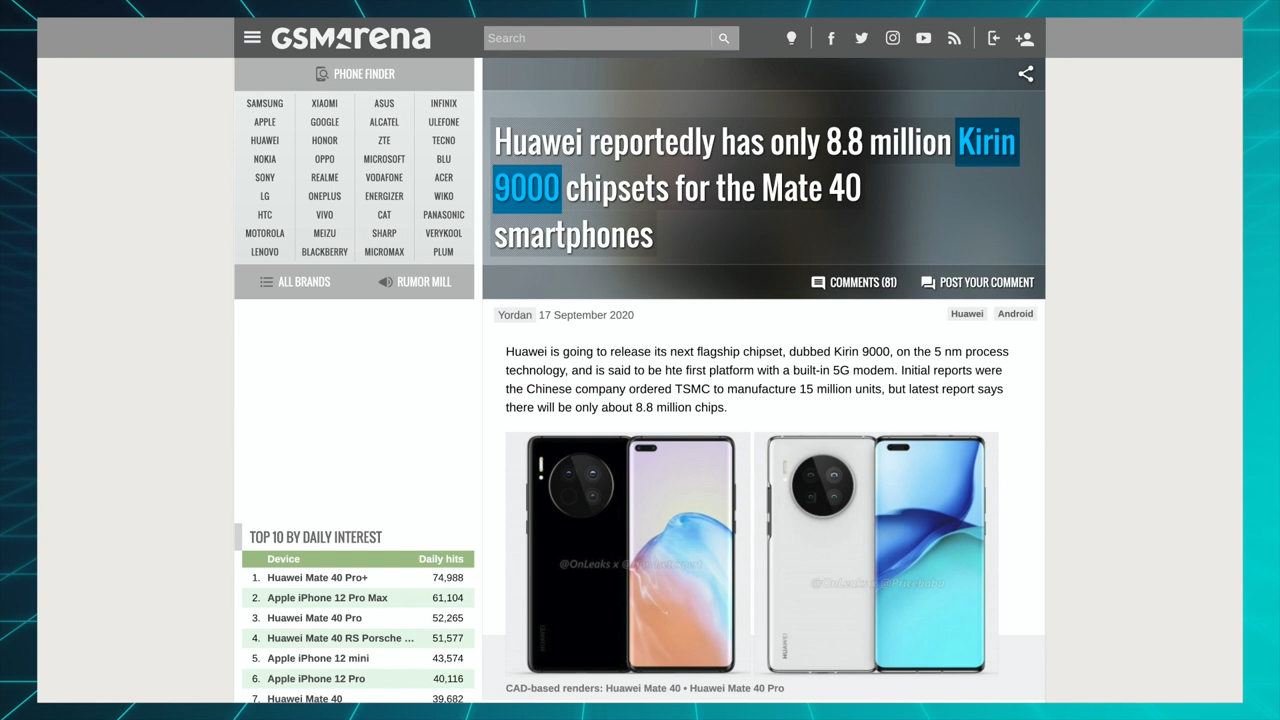 GSMArena
Search
PHONE FINDER
SAMSUNG XIAOMI ASUS INFINIX
APPLE GOOGLE ALCATEL ULEFONE
HUAWEI HONOR ZTE TECNO
NOKIA OPPO MICROSOFT BLU
SONY REALME VODAFONE ACER
LG ONEPLUS ENERGIZER WIKO
HTC VIVO CAT PANASONIC
MOTOROLA MEIZU SHARP VERYKOOL
LENOVO BLACKBERRY MICROMAX PLUM
ALL BRANDS RUMOR MILL
Huawei reportedly has only 8.8 million Kirin
9000 chipsets for the Mate 40
smartphones
COMMENTS (81) POST YOUR COMMENT
Yordan 17 September 2020 Huawei Android
Huawei is going to release its next flagship chipset, dubbed Kirin 9000, on the 5 nm process
technology, and is said to be hte first platform with a built-in 5G modem. Initial reports were
the Chinese company ordered TSMC to manufacture 15 million units, but latest report says
there will be only about 8.8 million chips.
@OnLeaks x
@OnLeaks x @Pricebaba
HUAWEI
HUAWEI
CAD-based renders: Huawei Mate 40 • Huawei Mate 40 Pro
TOP 10 BY DAILY INTEREST
Device Daily hits
1. Huawei Mate 40 Pro+ 74,988
2. Apple iPhone 12 Pro Max 61,104
3. Huawei Mate 40 Pro 52,265
4. Huawei Mate 40 RS Porsche ... 51,577
5. Apple iPhone 12 mini 43,574
6. Apple iPhone 12 Pro 40,116
7. Huawei Mate 40 39,682